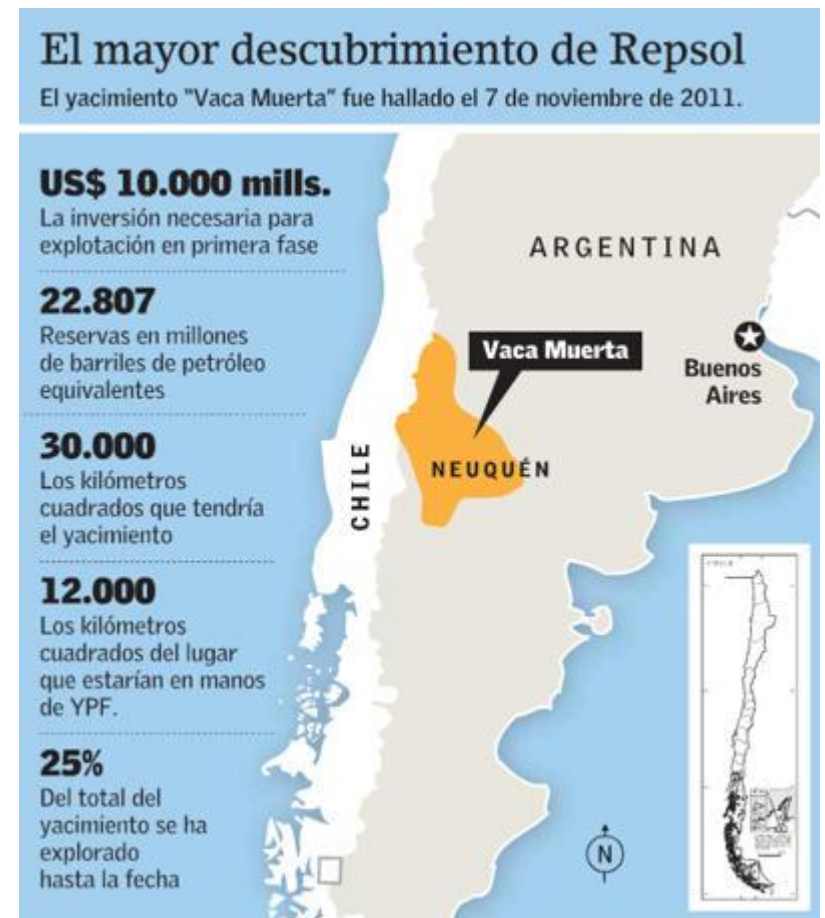 El mayor descubrimiento de Repsol
El yacimiento "Vaca Muerta" fue hallado el 7 de noviembre de 2011.
US$ 10.000 mills.
La inversión necesaria para
explotación en primera fase
22.807
Reservas en millones
de barriles de petróleo
equivalentes
30.000
Los kilómetros
cuadrados que tendría
el yacimiento
12.000
Los kilómetros
cuadrados del lugar
que estarían en manos
de YPF.
25%
Del total del
yacimiento se ha
explorado
hasta la fecha
ARGENTINA
Vaca Muerta
Buenos
Aires
NEUQUÉN
CHILE
N